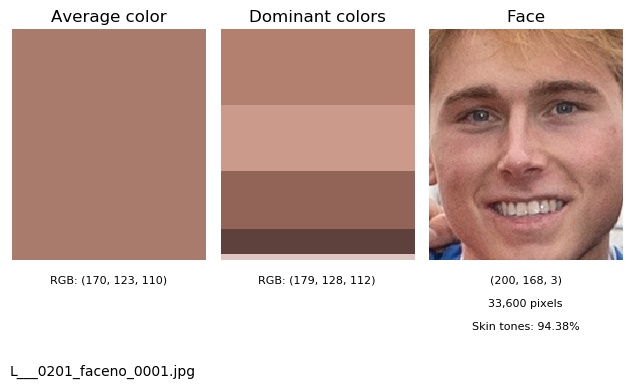 Average color
Dominant colors
Face
RGB: (170, 123, 110)
RGB: (179, 128, 112)
(200, 168, 3)
33,600 pixels
Skin tones: 94.38%
L___0201_faceno_0001.jpg